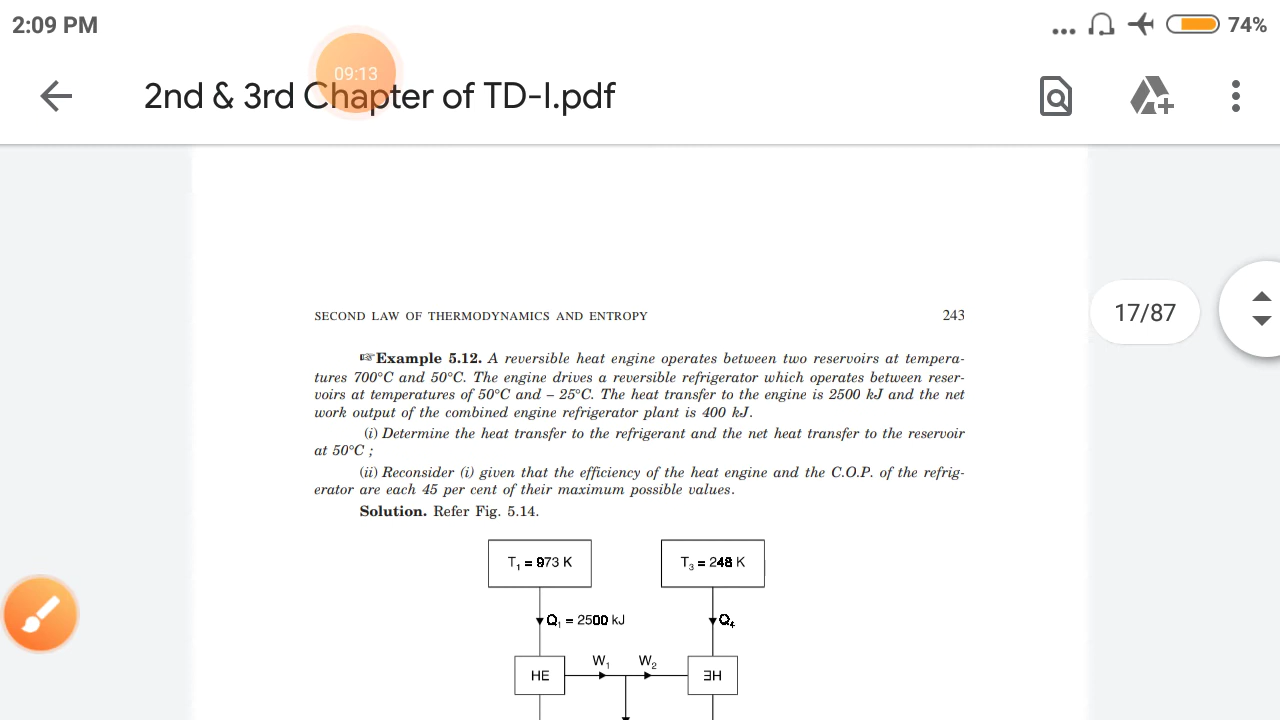 2:09 PM
... 74%
09:13
2nd & 3rd Chapter of TD-I.pdf
17/87
SECOND LAW OF THERMODYNAMICS AND ENTROPY 243
☞Example 5.12. A reversible heat engine operates between two reservoirs at tempera-
tures 700°C and 50°C. The engine drives a reversible refrigerator which operates between reser-
voirs at temperatures of 50°C and – 25°C. The heat transfer to the engine is 2500 kJ and the net
work output of the combined engine refrigerator plant is 400 kJ.
(i) Determine the heat transfer to the refrigerant and the net heat transfer to the reservoir
at 50°C ;
(ii) Reconsider (i) given that the efficiency of the heat engine and the C.O.P. of the refrig-
erator are each 45 per cent of their maximum possible values.
Solution. Refer Fig. 5.14.
T₁ = 973 K T₃ = 248 K
Q₁ = 2500 kJ Q₄
W₁ W₂
HE ƎH